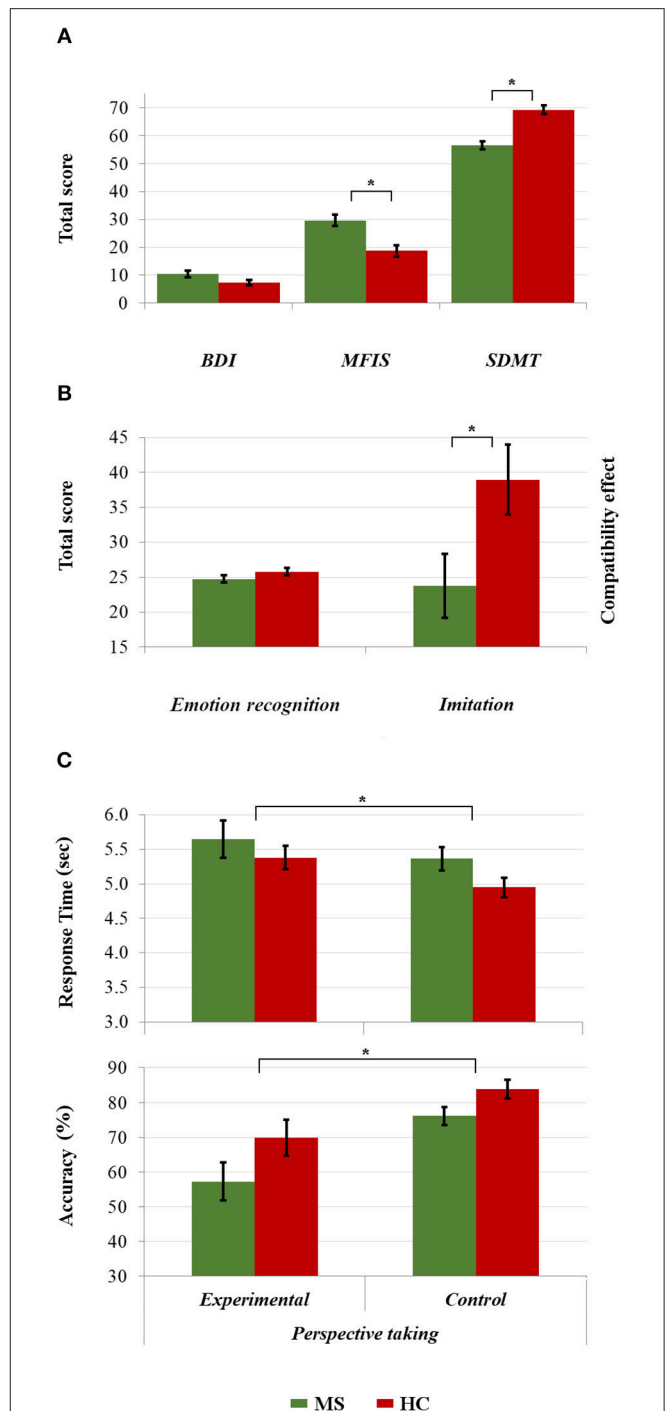 A
Total score
70
60
50
40
30
20
10
0
*
*
BDI MFIS SDMT
B
Total score
45
40
35
30
25
20
15
*
Compatibility effect
Emotion recognition Imitation
C
Response Time (sec)
6.0
5.5
5.0
4.5
4.0
3.5
3.0
*
Accuracy (%)
90
80
70
60
50
40
30
*
Experimental Control
Perspective taking
MS HC